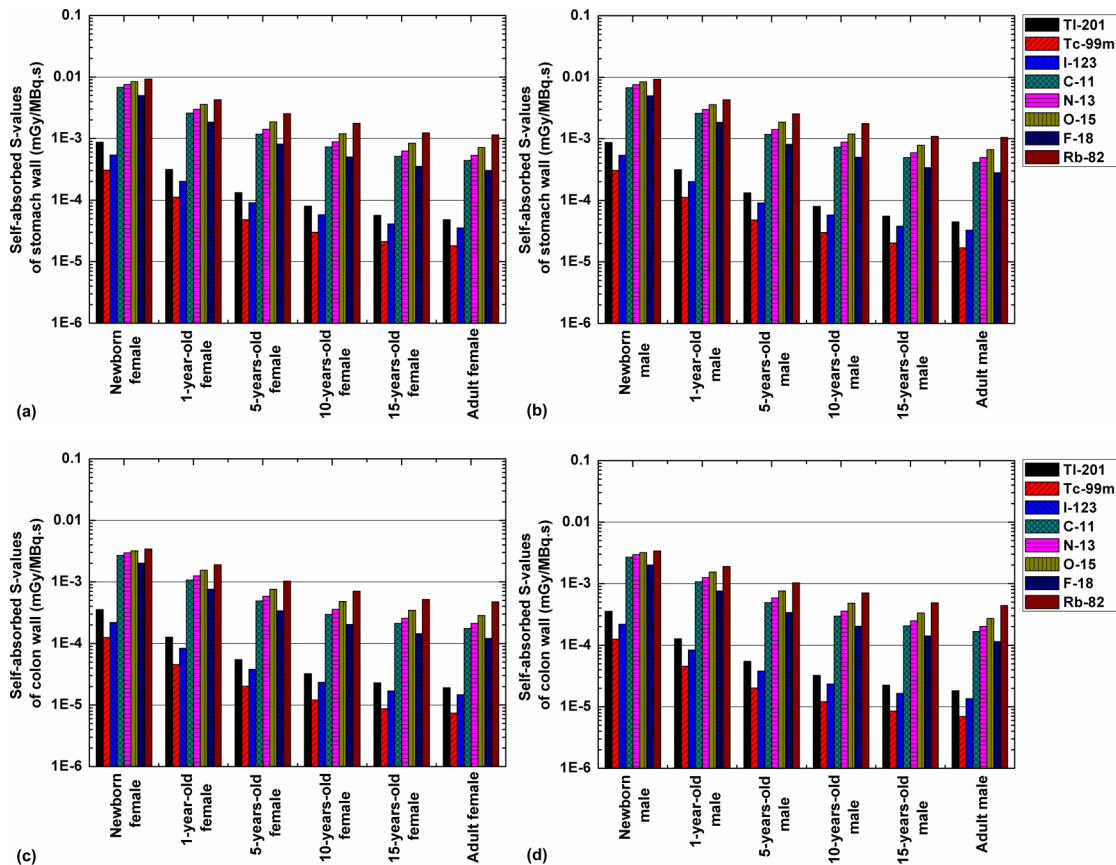 Self-absorbed S-values
of stomach wall (mGy/MBq.s)
0.1
0.01
1E-3
1E-4
1E-5
1E-6
Newborn
female
1-year-old
female
5-years-old
female
10-years-old
female
15-years-old
female
Adult female
(a)
Self-absorbed S-values
of stomach wall (mGy/MBq.s)
0.1
0.01
1E-3
1E-4
1E-5
1E-6
Newborn
male
1-year-old
male
5-years-old
male
10-years-old
male
15-years-old
male
Adult male
(b)
Tl-201
Tc-99m
I-123
C-11
N-13
O-15
F-18
Rb-82
Self-absorbed S-values
of colon wall (mGy/MBq.s)
0.1
0.01
1E-3
1E-4
1E-5
1E-6
Newborn
female
1-year-old
female
5-years-old
female
10-years-old
female
15-years-old
female
Adult female
(c)
Self-absorbed S-values
of colon wall (mGy/MBq.s)
0.1
0.01
1E-3
1E-4
1E-5
1E-6
Newborn
male
1-year-old
male
5-years-old
male
10-years-old
male
15-years-old
male
Adult male
(d)
Tl-201
Tc-99m
I-123
C-11
N-13
O-15
F-18
Rb-82